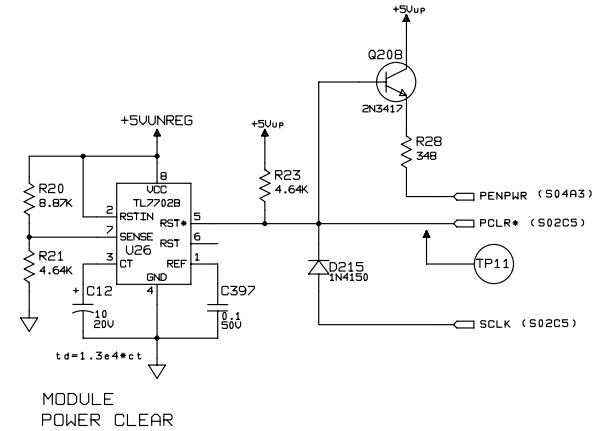 +5Vup
Q208
2N3417
+5VUNREG
+5Vup
R28
348
8
VCC
TL7702B
R20
8.87K
R23
4.64K
PENPWR (S04A3)
2
RSTIN
RST*
5
PCLR* (S02C5)
7
SENSE
RST
6
U26
R21
4.64K
3
CT
REF
1
GND
4
D215
1N4150
TP11
+
C12
10
20V
C397
0.1
50V
SCLK (S02C5)
td=1.3e4*ct
MODULE
POWER CLEAR